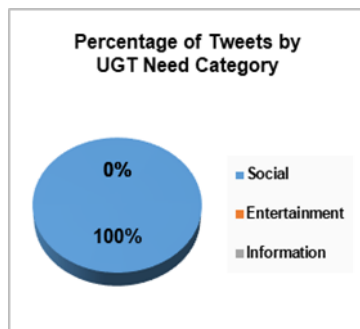 Percentage of Tweets by
UGT Need Category
0%
100%
Social
Entertainment
Information